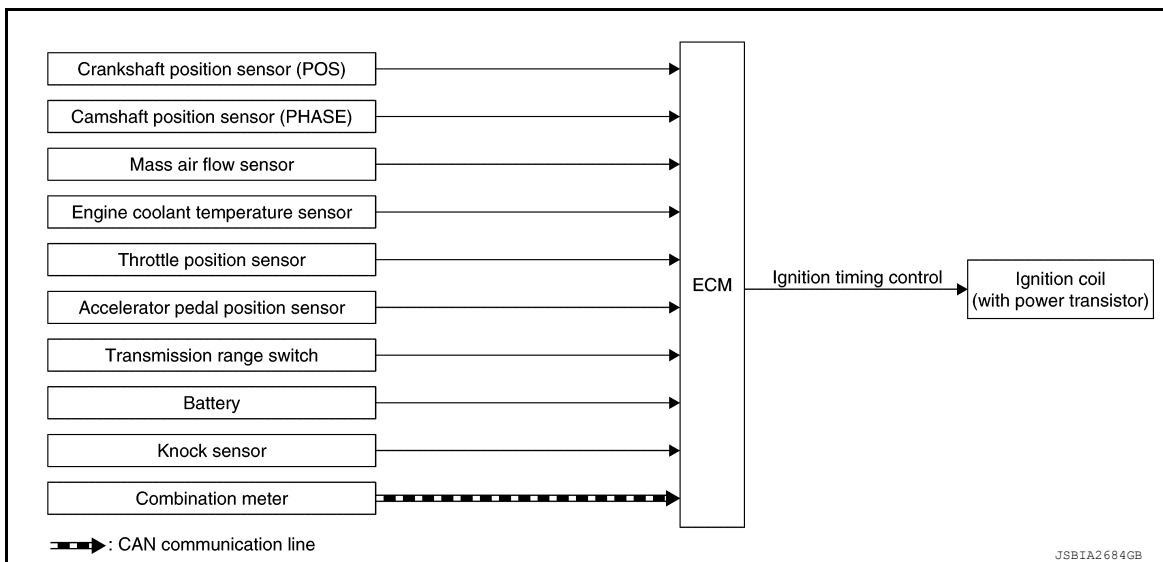 Crankshaft position sensor (POS)
Camshaft position sensor (PHASE)
Mass air flow sensor
Engine coolant temperature sensor
Throttle position sensor
Accelerator pedal position sensor
Transmission range switch
Battery
Knock sensor
Combination meter
ECM
Ignition timing control
Ignition coil
(with power transistor)
: CAN communication line
JSBIA2684GB